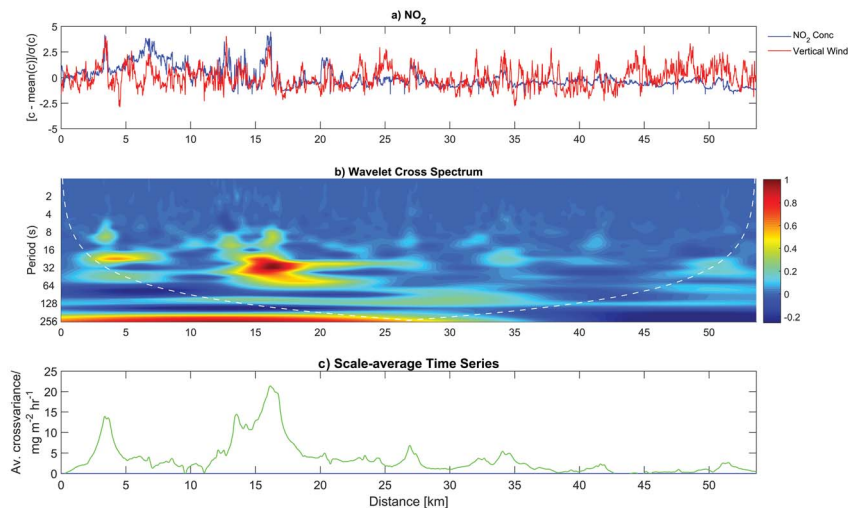 a) NO2
[c - mean(c)]/σ(c)
5
2.5
0
-2.5
-5
0 5 10 15 20 25 30 35 40 45 50
NO2 Conc
Vertical Wind
b) Wavelet Cross Spectrum
Period (s)
2
4
8
16
32
64
128
256
0 5 10 15 20 25 30 35 40 45 50
1
0.8
0.6
0.4
0.2
0
-0.2
c) Scale-average Time Series
Av. crossvariance/
mg m-2 hr-1
25
20
15
10
5
0
0 5 10 15 20 25 30 35 40 45 50
Distance [km]